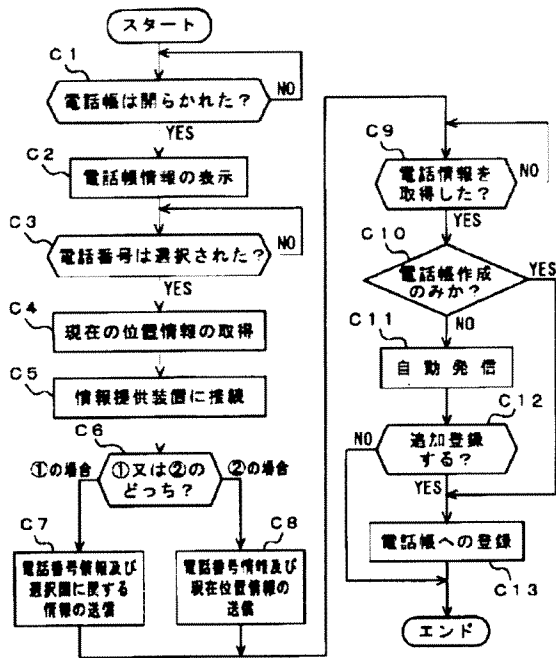 スタート
C1
電話帳は開らかれた?
NO
YES
C2
電話帳情報の表示
C3
電話番号は選択された?
NO
YES
C4
現在の位置情報の取得
C5
情報提供装置に接続
C6
①の場合
①又は②の
どっち?
②の場合
C7
電話番号情報及び
選択国に関する
情報の送信
C8
電話番号情報及び
現在位置情報の
送信
C9
電話情報を
取得した?
NO
YES
C10
電話帳作成
のみか?
YES
NO
C11
自動発信
C12
NO
追加登録
する?
YES
電話帳への登録
C13
エンド